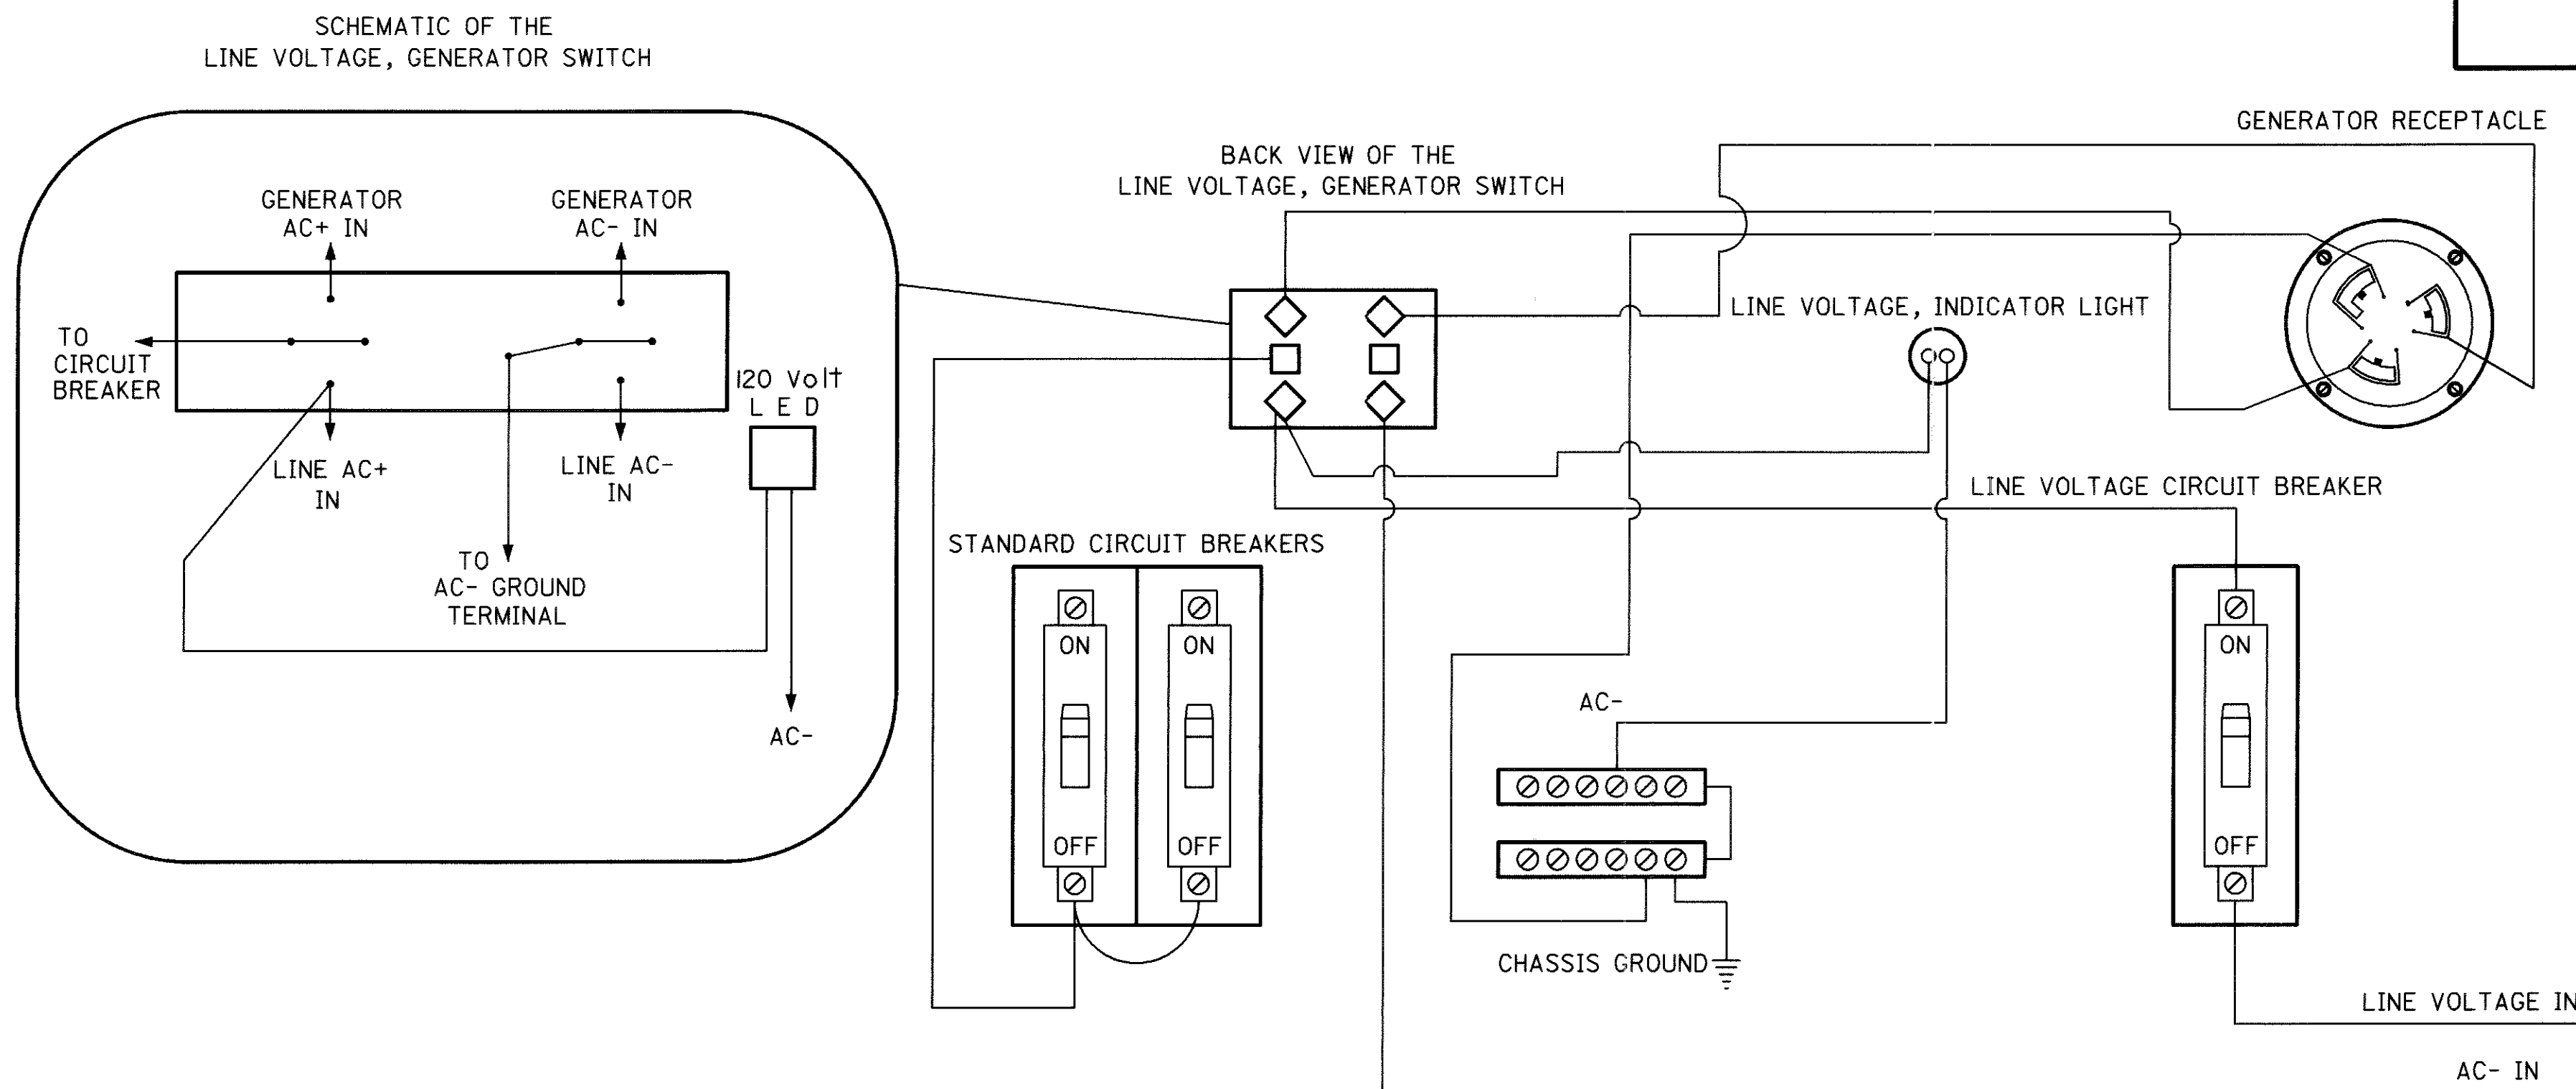 SCHEMATIC OF THE
LINE VOLTAGE, GENERATOR SWITCH
GENERATOR
AC+ IN
GENERATOR
AC- IN
TO
CIRCUIT
BREAKER
LINE AC+
IN
LINE AC-
IN
120 Volt
L E D
TO
AC- GROUND
TERMINAL
AC-
BACK VIEW OF THE
LINE VOLTAGE, GENERATOR SWITCH
GENERATOR RECEPTACLE
LINE VOLTAGE, INDICATOR LIGHT
LINE VOLTAGE CIRCUIT BREAKER
STANDARD CIRCUIT BREAKERS
ON
ON
OFF
OFF
AC-
CHASSIS GROUND
ON
OFF
LINE VOLTAGE IN
AC- IN